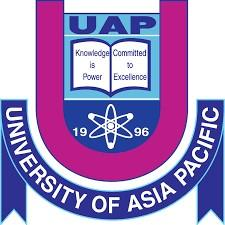 UAP
Knowledge
is
Power
Committed
to
Excellence
19 96
UNIVERSITY OF ASIA PACIFIC